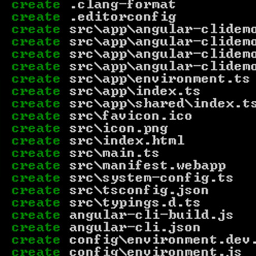 create .clang-format
create .editorconfig
create src\app\angular-clidemo
create src\app\angular-clidemo
create src\app\angular-clidemo
create src\app\angular-clidemo
create src\app\environment.ts
create src\app\index.ts
create src\app\shared\index.ts
create src\favicon.ico
create src\icon.png
create src\index.html
create src\main.ts
create src\manifest.webapp
create src\system-config.ts
create src\tsconfig.json
create src\typings.d.ts
create angular-cli-build.js
create angular-cli.json
create config\environment.dev.
create config\environment.js